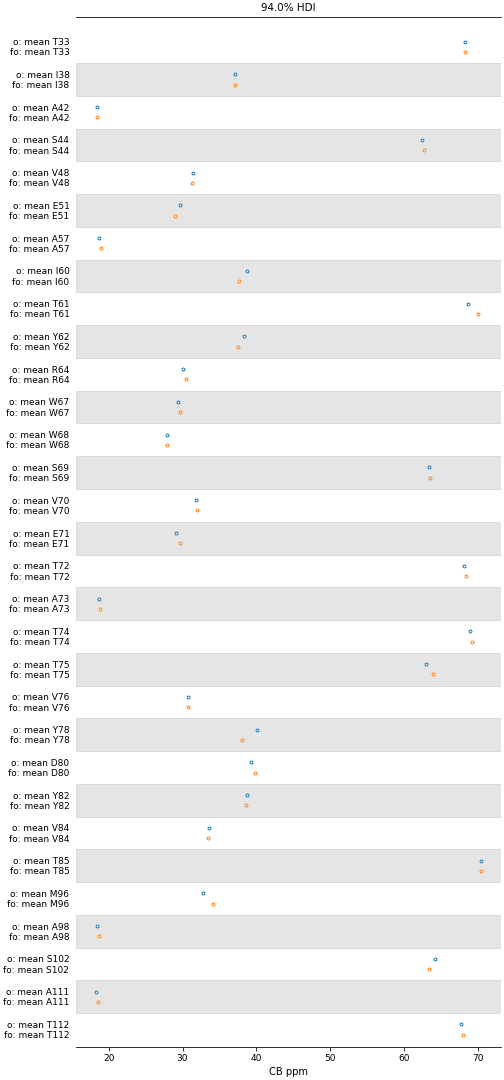 94.0% HDI
o: mean T33
fo: mean T33
o: mean I38
fo: mean I38
o: mean A42
fo: mean A42
o: mean S44
fo: mean S44
o: mean V48
fo: mean V48
o: mean E51
fo: mean E51
o: mean A57
fo: mean A57
o: mean I60
fo: mean I60
o: mean T61
fo: mean T61
o: mean Y62
fo: mean Y62
o: mean R64
fo: mean R64
o: mean W67
fo: mean W67
o: mean W68
fo: mean W68
o: mean S69
fo: mean S69
o: mean V70
fo: mean V70
o: mean E71
fo: mean E71
o: mean T72
fo: mean T72
o: mean A73
fo: mean A73
o: mean T74
fo: mean T74
o: mean T75
fo: mean T75
o: mean V76
fo: mean V76
o: mean Y78
fo: mean Y78
o: mean D80
fo: mean D80
o: mean Y82
fo: mean Y82
o: mean V84
fo: mean V84
o: mean T85
fo: mean T85
o: mean M96
fo: mean M96
o: mean A98
fo: mean A98
o: mean S102
fo: mean S102
o: mean A111
fo: mean A111
o: mean T112
fo: mean T112
20 30 40 50 60 70
CB ppm